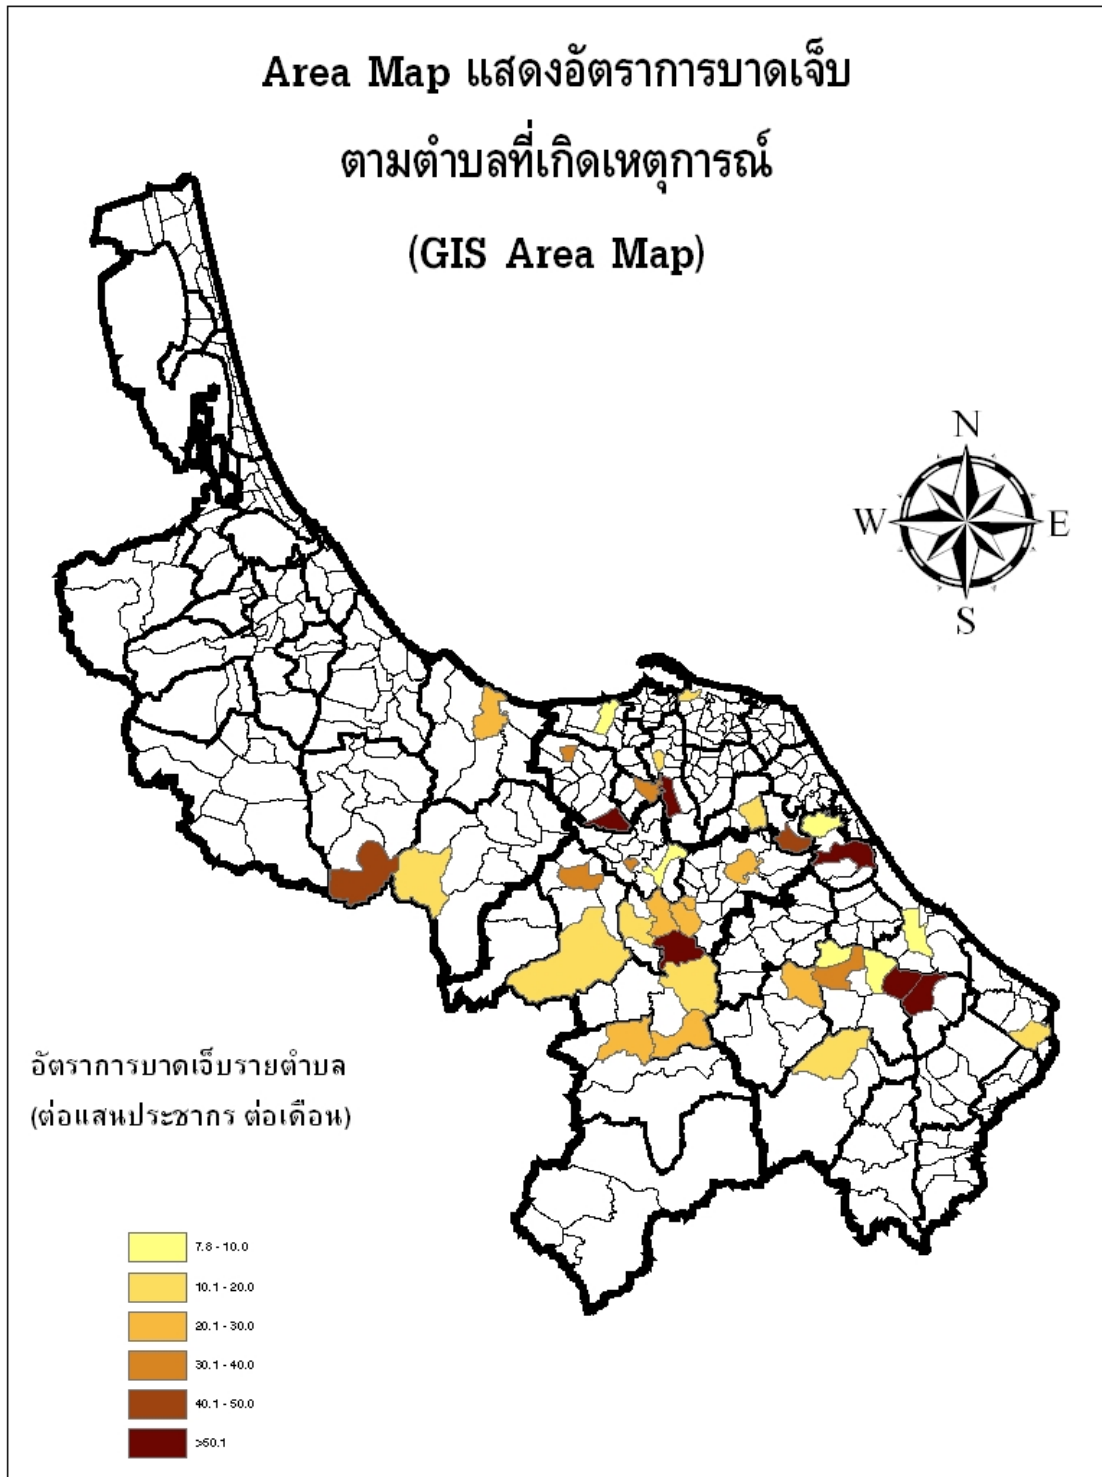 Area Map แสดงอัตราการบาดเจ็บ
ตามตำบลที่เกิดเหตุการณ์
(GIS Area Map)
N
W
E
S
อัตราการบาดเจ็บรายตำบล
(ต่อแสนประชากร ต่อเดือน)
7.8 - 10.0
10.1 - 20.0
20.1 - 30.0
30.1 - 40.0
40.1 - 50.0
>50.1